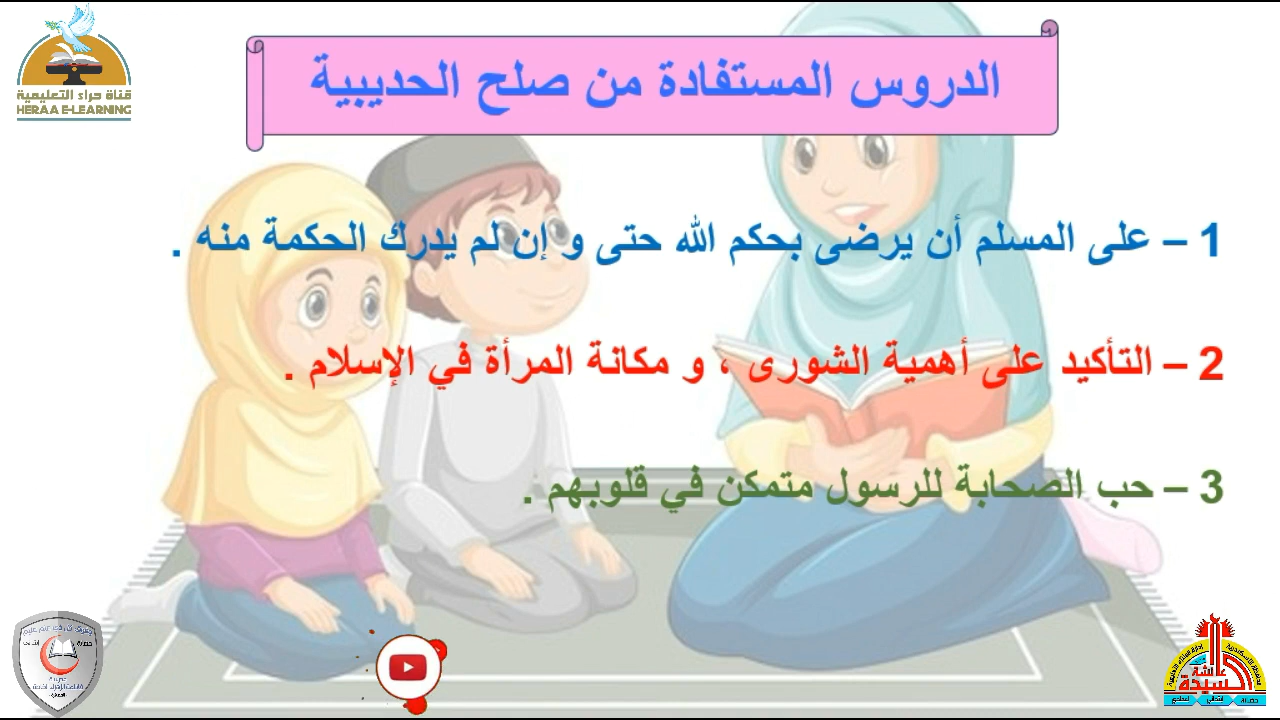 الدروس المستفادة من صلح الحديبية
1 – على المسلم أن يرضى بحكم الله حتى و إن لم يدرك الحكمة منه .
2 – التأكيد على أهمية الشورى ، و مكانة المرأة في الإسلام .
3 – حب الصحابة للرسول متمكن في قلوبهم .
قناة حراء التعليمية
HERAA E-LEARNING